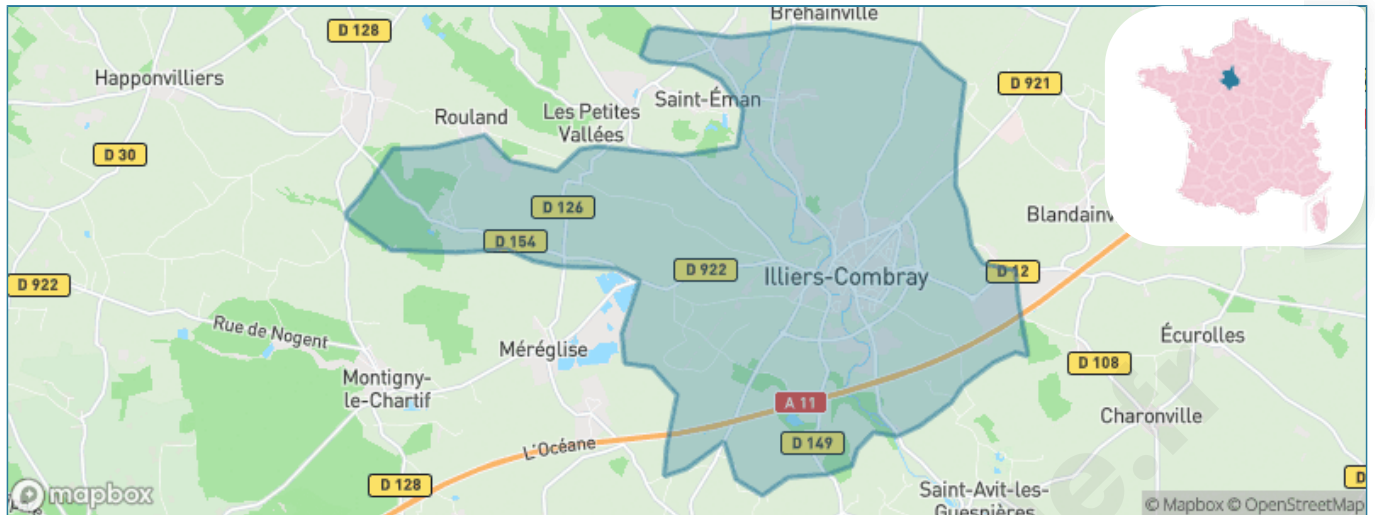 Bréhainville
D 128
Happonvilliers
D 921
Saint-Éman
Les Petites
Vallées
Rouland
D 30
D 126
Blandainv
D 154
D 922
D 12
Illiers-Combray
D 922
Rue de Nogent
Écurolles
Méréglise
D 108
Montigny-
le-Chartif
A 11
Charonville
D 149
L'Océane
D 128
Saint-Avit-les-
Guespières
D
mapbox
© Mapbox © OpenStreetMap